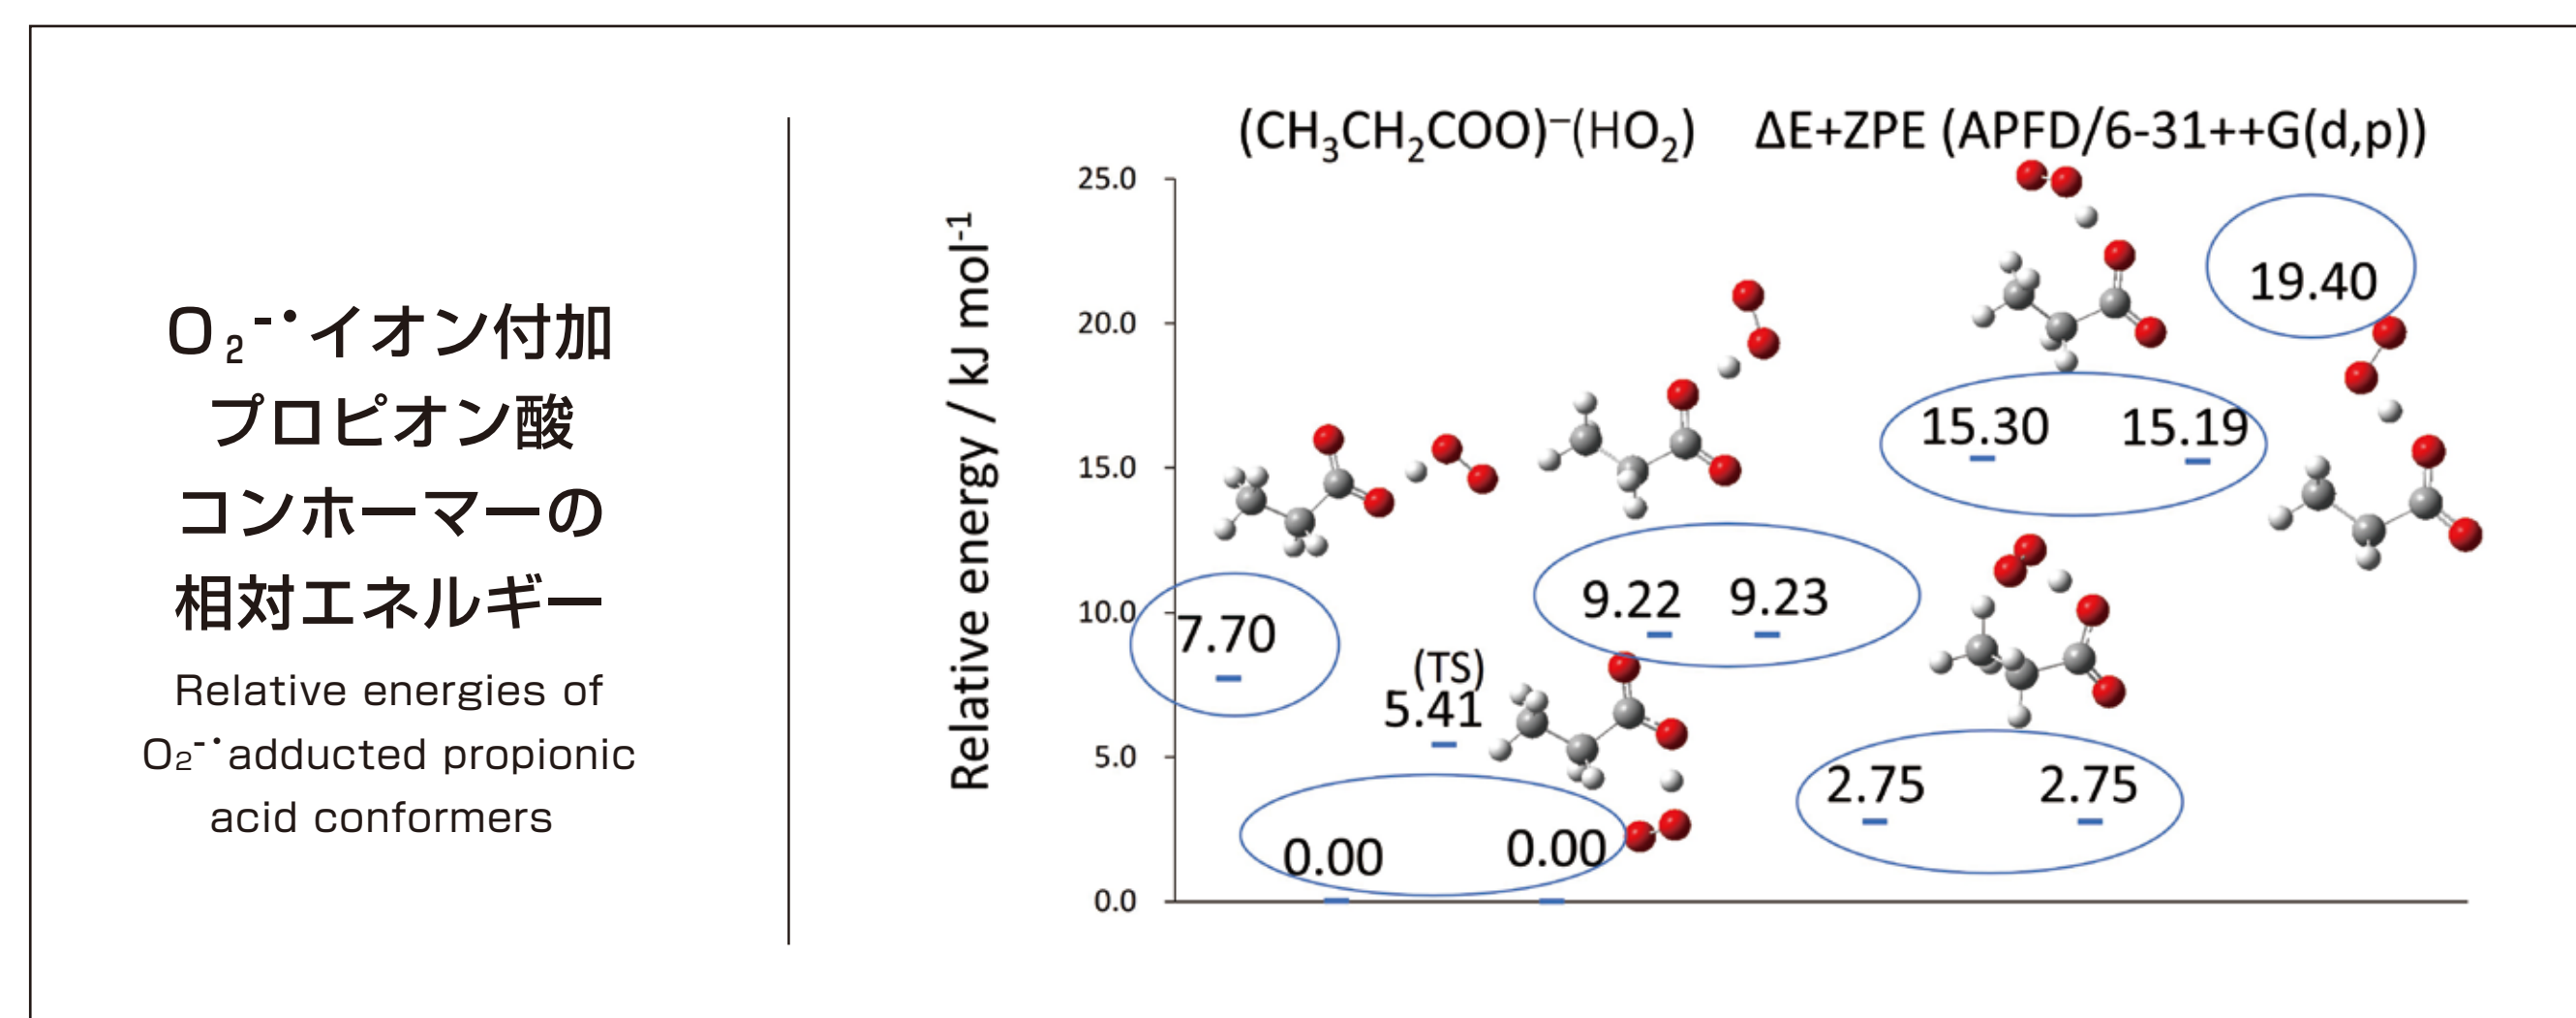 O₂⁻・イオン付加
プロピオン酸
コンホーマーの
相対エネルギー
Relative energies of
O₂⁻・adducted propionic
acid conformers
(CH₃CH₂COO)⁻(HO₂) ΔE+ZPE (APFD/6-31++G(d,p))
Relative energy / kJ mol⁻¹
25.0
20.0
15.0
10.0
5.0
0.0
19.40
15.30 15.19
9.22 9.23
7.70
(TS)
5.41
2.75 2.75
0.00 0.00